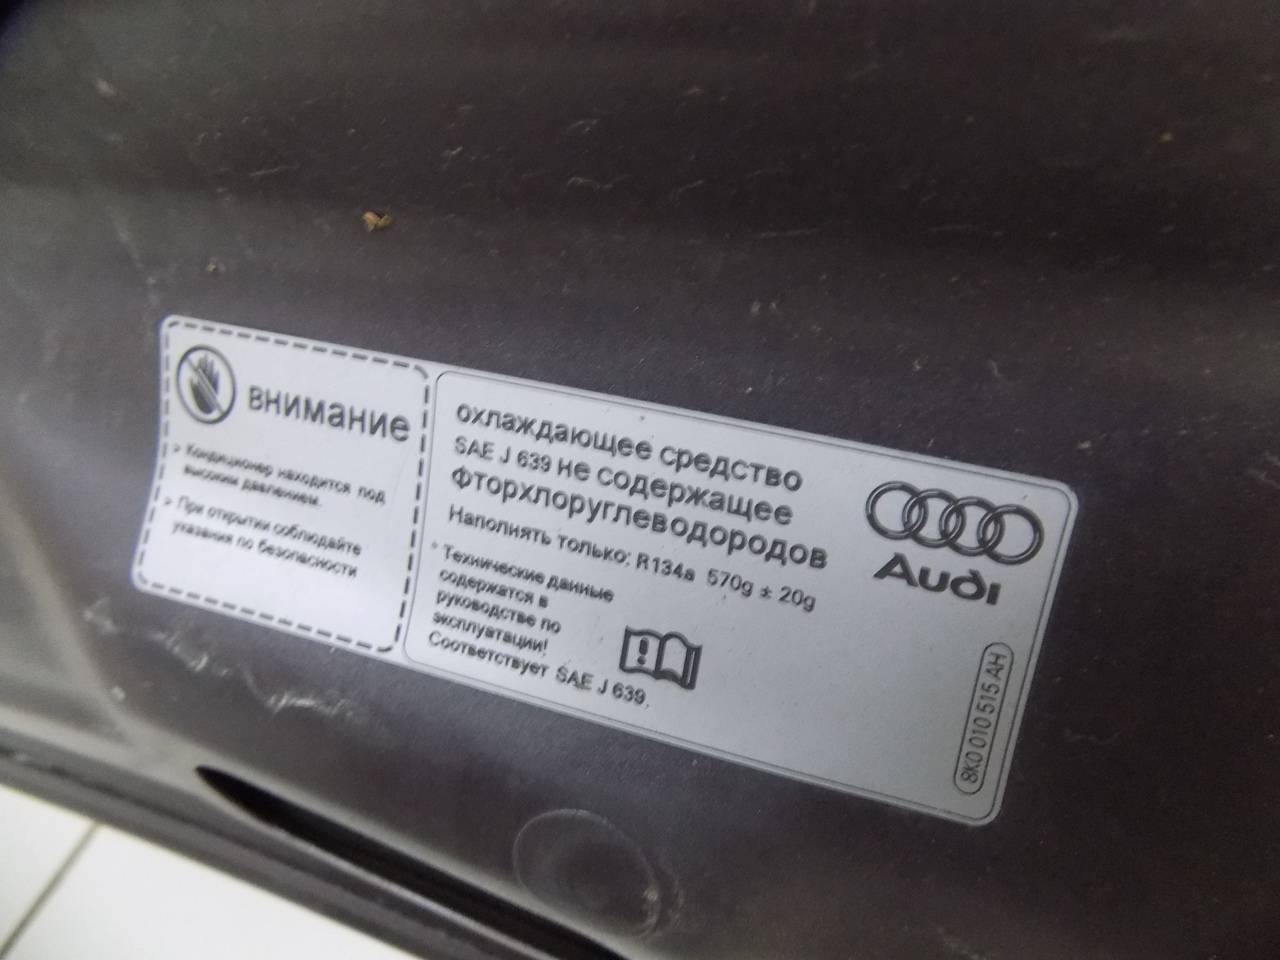 ВНИМАНИЕ
> Кондиционер находится под
высоким давлением.
> При открытии соблюдайте
указания по безопасности
охлаждающее средство
SAE J 639 не содержащее
Фторхлоруглеводородов
Наполнять только: R134a 570g ± 20g
* Технические данные
содержатся в
руководстве по
эксплуатации!
Соответствует SAE J 639.
Audi
8K0 010 515 AH